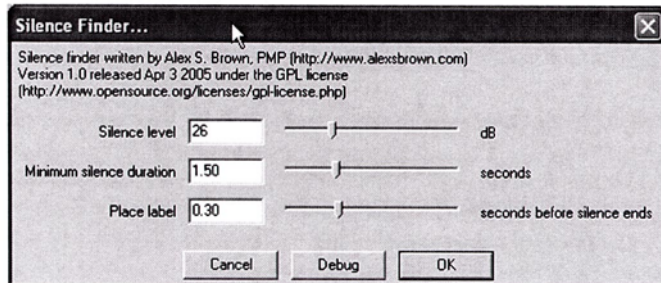 Silence Finder...
Silence finder written by Alex S. Brown, PMP (http://www.alexsbrown.com)
Version 1.0 released Apr 3 2005 under the GPL license
(http://www.opensource.org/licenses/gpl-license.php)
Silence level 26 dB
Minimum silence duration 1.50 seconds
Place label 0.30 seconds before silence ends
Cancel Debug OK